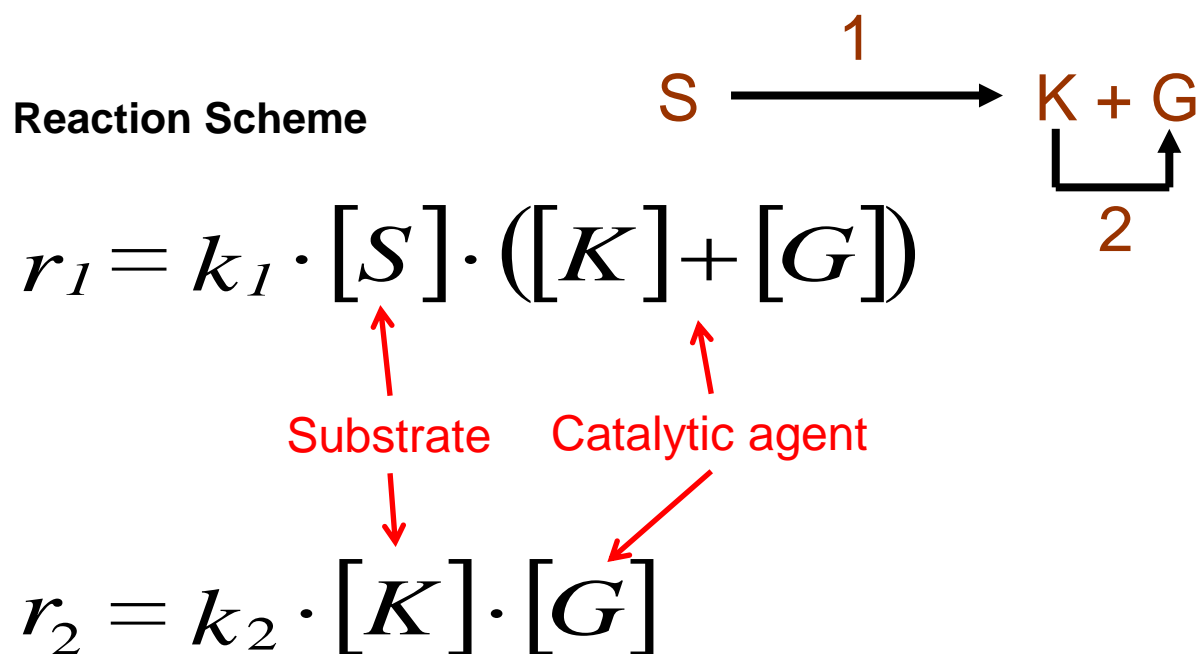 1
S K + G
Reaction Scheme
2
r₁ = k₁ · [S] · ([K] + [G])
Substrate Catalytic agent
r₂ = k₂ · [K] · [G]